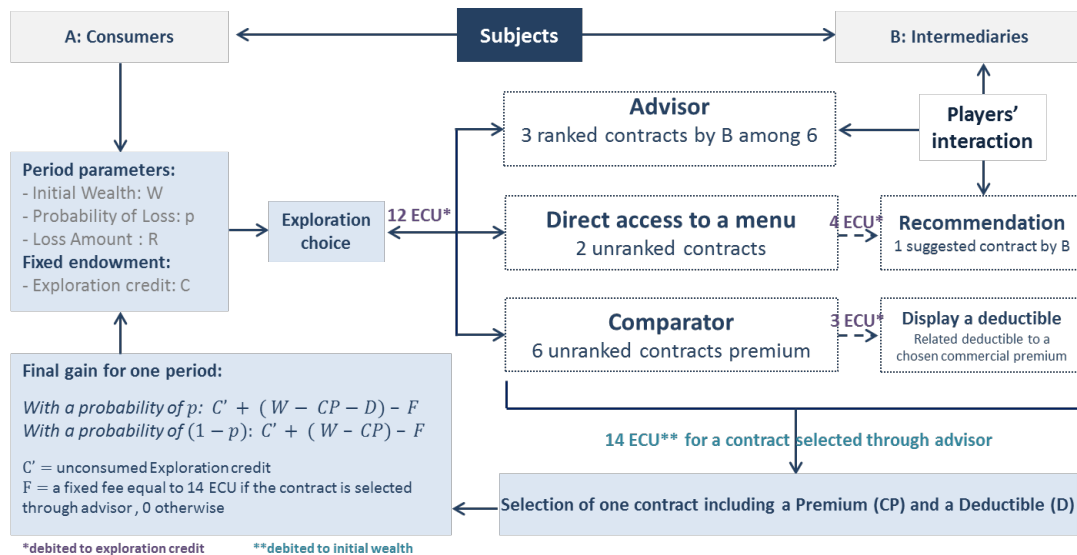 A: Consumers
Subjects
B: Intermediaries
Advisor
3 ranked contracts by B among 6
Players'
interaction
Period parameters:
- Initial Wealth: W
- Probability of Loss: p
- Loss Amount : R
Fixed endowment:
- Exploration credit: C
Exploration
choice
12 ECU*
Direct access to a menu
2 unranked contracts
4 ECU*
Recommendation
1 suggested contract by B
Comparator
6 unranked contracts premium
3 ECU*
Display a deductible
Related deductible to a
chosen commercial premium
Final gain for one period:
With a probability of p: C' + ( W − CP − D) − F
With a probability of (1 − p): C' + ( W − CP) − F
C' = unconsumed Exploration credit
F = a fixed fee equal to 14 ECU if the contract is selected
through advisor , 0 otherwise
14 ECU** for a contract selected through advisor
Selection of one contract including a Premium (CP) and a Deductible (D)
*debited to exploration credit
**debited to initial wealth